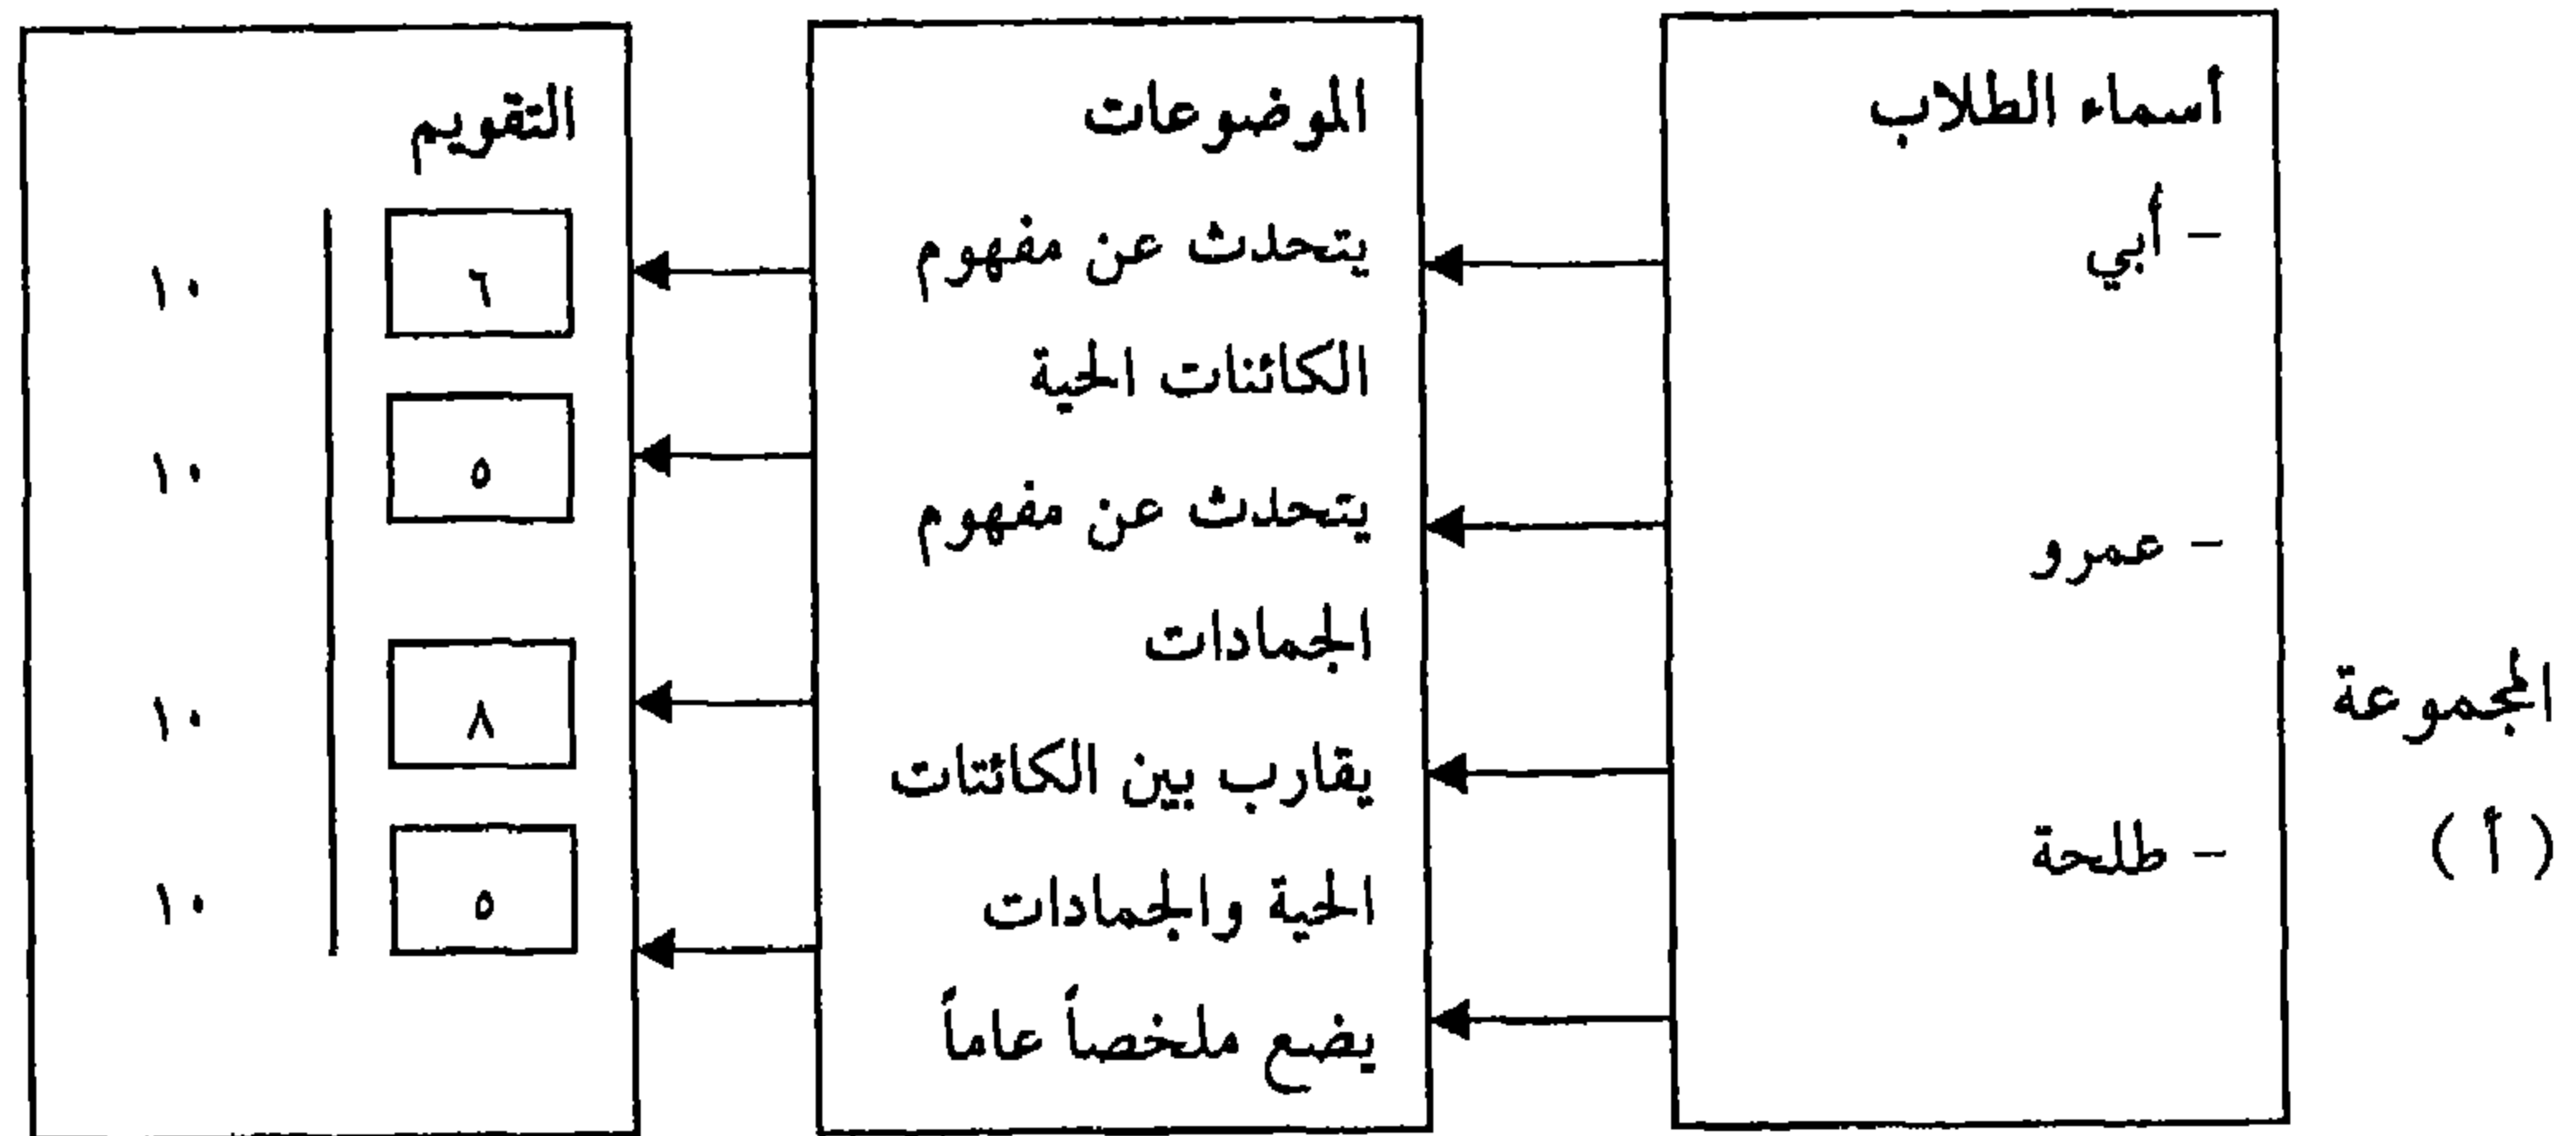 المجموعة
( أ )
أسماء الطلاب
– أبي
– عمرو
– طلحة
الموضوعات
يتحدث عن مفهوم
الكائنات الحية
يتحدث عن مفهوم
الجمادات
يقارب بين الكائتات
الحية والجمادات
يضع ملخصاً عاماً
التقويم
٦ ١٠
٥ ١٠
٨ ١٠
٥ ١٠